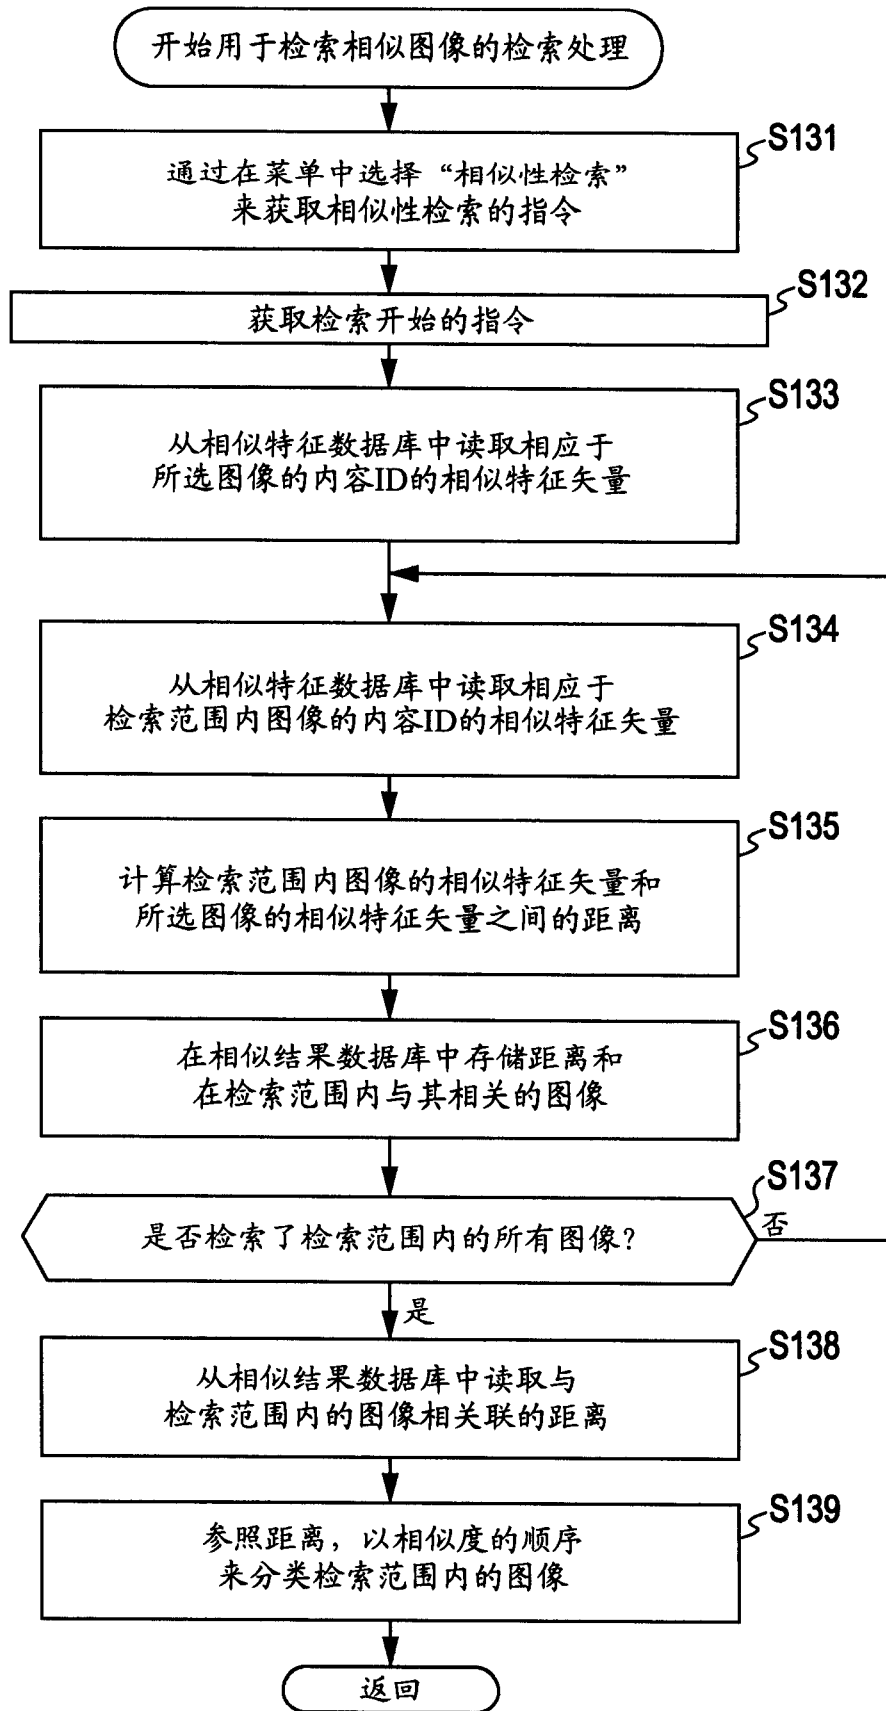 开始用于检索相似图像的检索处理
S131
通过在菜单中选择“相似性检索”
来获取相似性检索的指令
S132
获取检索开始的指令
S133
从相似特征数据库中读取相应于
所选图像的内容ID的相似特征矢量
S134
从相似特征数据库中读取相应于
检索范围内图像的内容ID的相似特征矢量
S135
计算检索范围内图像的相似特征矢量和
所选图像的相似特征矢量之间的距离
S136
在相似结果数据库中存储距离和
在检索范围内与其相关的图像
S137
是否检索了检索范围内的所有图像?
否
是
S138
从相似结果数据库中读取与
检索范围内的图像相关联的距离
S139
参照距离，以相似度的顺序
来分类检索范围内的图像
返回